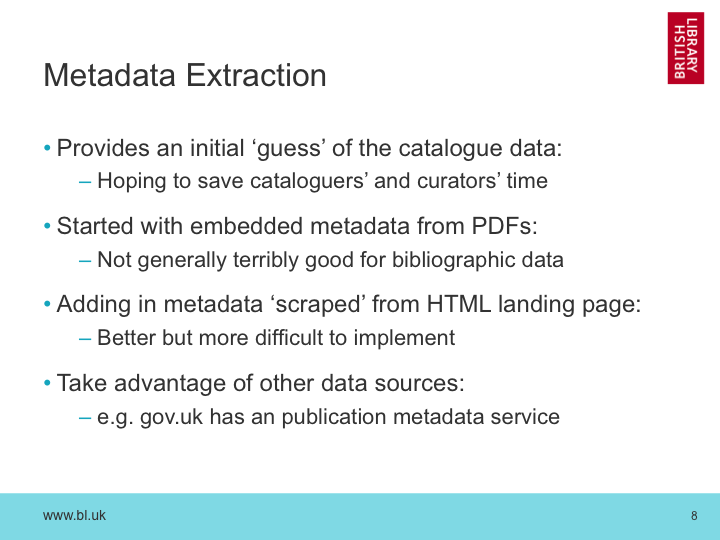 BRITISH
LIBRARY
Metadata Extraction
• Provides an initial ‘guess’ of the catalogue data:
– Hoping to save cataloguers’ and curators’ time
• Started with embedded metadata from PDFs:
– Not generally terribly good for bibliographic data
• Adding in metadata ‘scraped’ from HTML landing page:
– Better but more difficult to implement
• Take advantage of other data sources:
– e.g. gov.uk has an publication metadata service
www.bl.uk
8